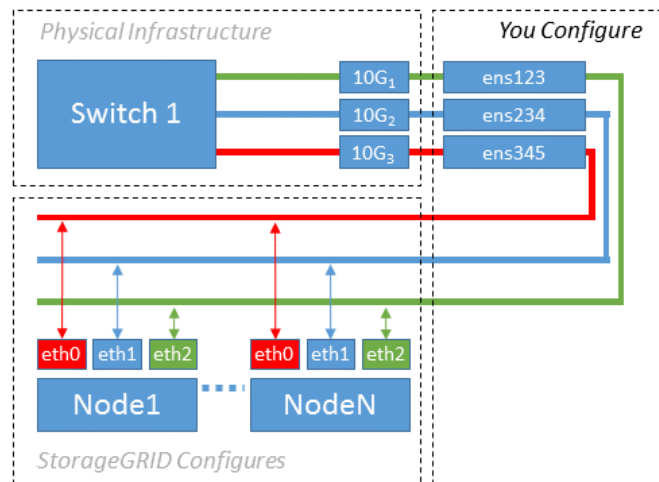 Physical Infrastructure
You Configure
Switch 1
10G₁
ens123
10G₂
ens234
10G₃
ens345
eth0
eth1
eth2
eth0
eth1
eth2
Node1
NodeN
StorageGRID Configures